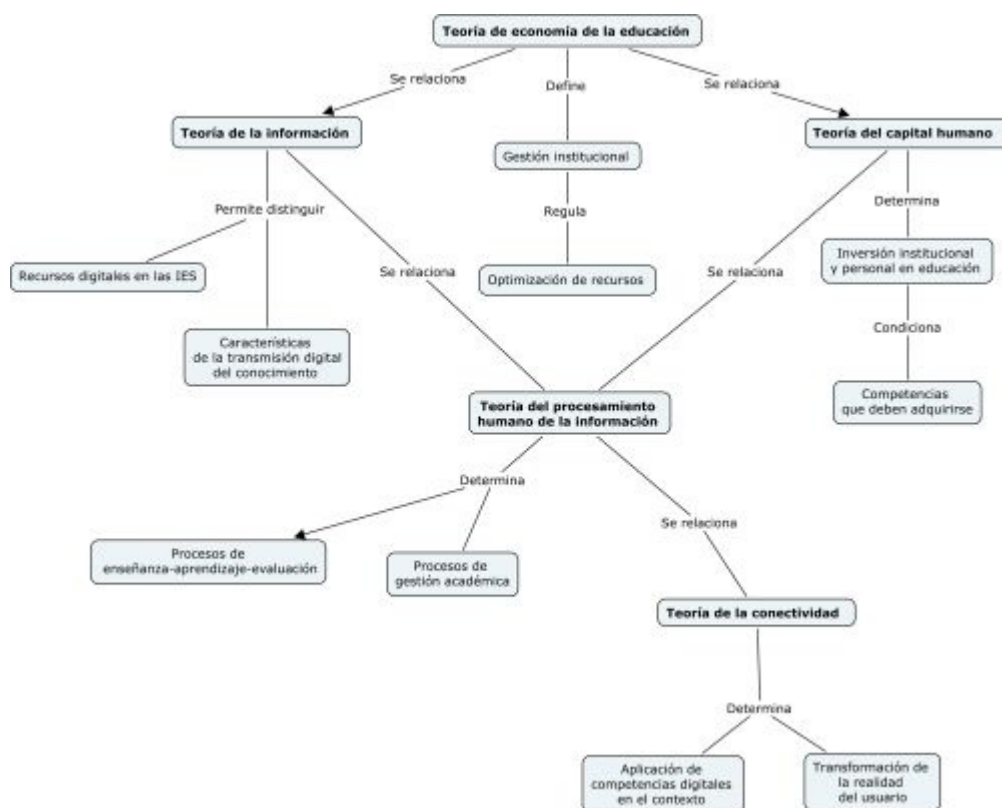 Teoría de economía de la educación
Se relaciona
Define
Se relaciona
Teoría de la información
Teoría del capital humano
Gestión institucional
Permite distinguir
Regula
Determina
Recursos digitales en las IES
Se relaciona
Optimización de recursos
Se relaciona
Inversión institucional
y personal en educación
Características
de la transmisión digital
del conocimiento
Condiciona
Teoría del procesamiento
humano de la información
Competencias
que deben adquirirse
Determina
Se relaciona
Procesos de
enseñanza-aprendizaje-evaluación
Procesos de
gestión académica
Teoría de la conectividad
Determina
Aplicación de
competencias digitales
en el contexto
Transformación de
la realidad
del usuario